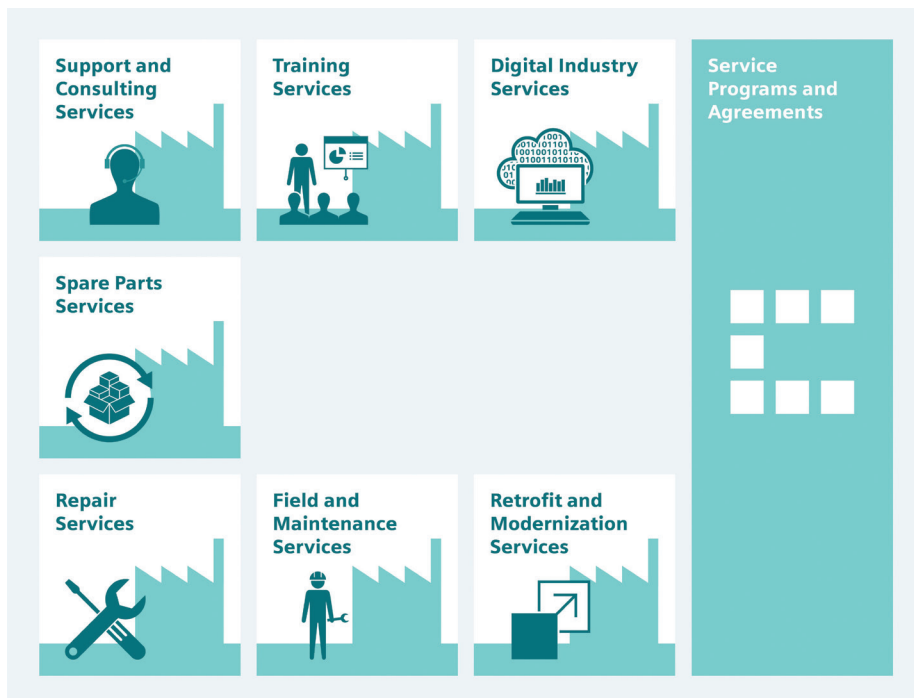 Support and
Consulting
Services
Training
Services
Digital Industry
Services
Service
Programs and
Agreements
Spare Parts
Services
Repair
Services
Field and
Maintenance
Services
Retrofit and
Modernization
Services